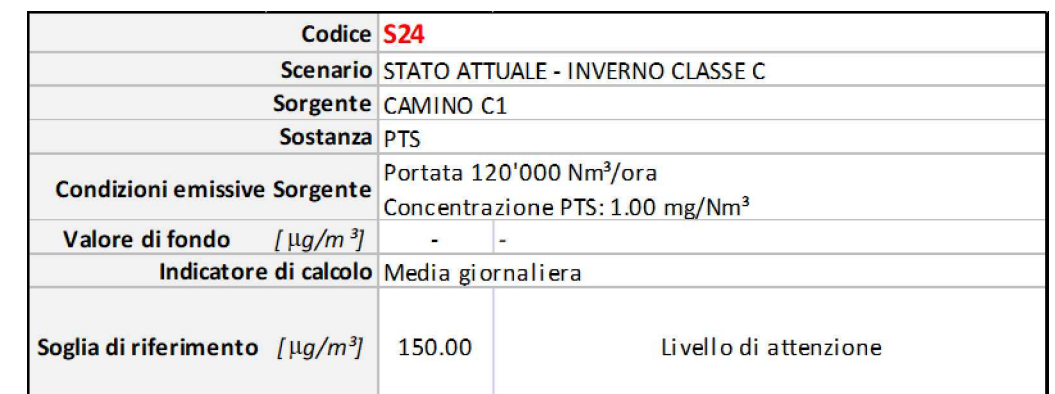 Codice S24
Scenario STATO ATTUALE - INVERNO CLASSE C
Sorgente CAMINO C1
Sostanza PTS
Condizioni emissive Sorgente Portata 120'000 Nm³/ora
Concentrazione PTS: 1.00 mg/Nm³
Valore di fondo [µg/m³] - -
Indicatore di calcolo Media giornaliera
Soglia di riferimento [µg/m³] 150.00 Livello di attenzione